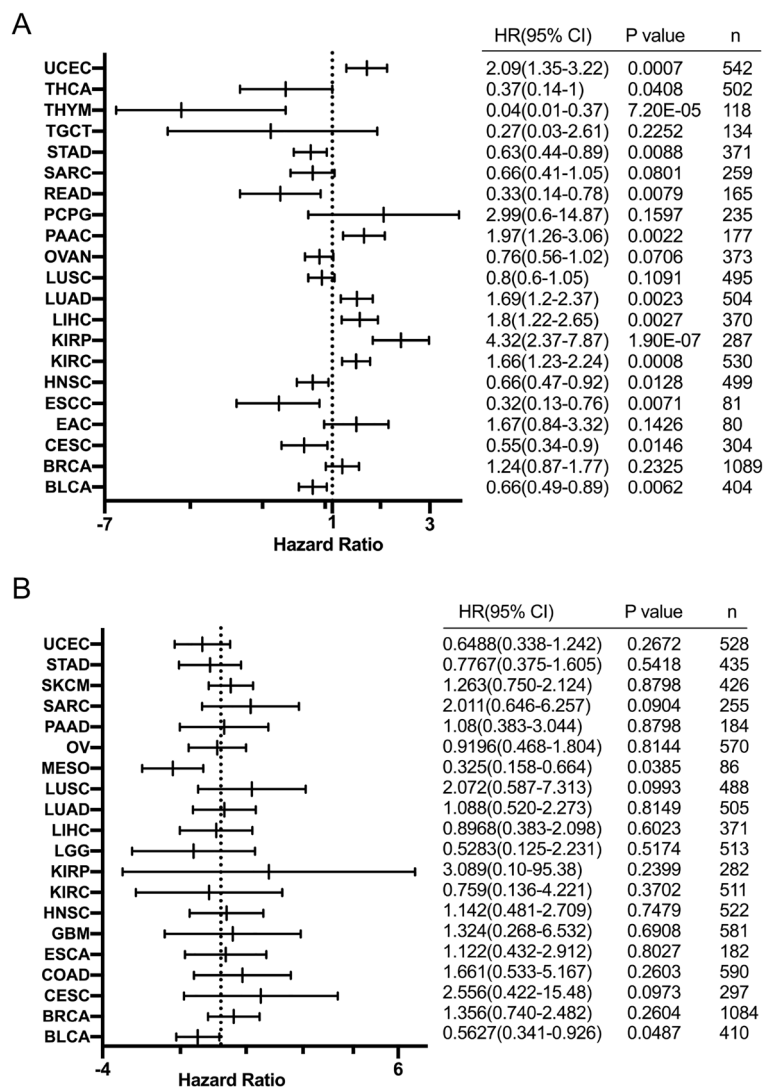 A
HR(95% CI) P value n
UCEC 2.09(1.35-3.22) 0.0007 542
THCA 0.37(0.14-1) 0.0408 502
THYM 0.04(0.01-0.37) 7.20E-05 118
TGCT 0.27(0.03-2.61) 0.2252 134
STAD 0.63(0.44-0.89) 0.0088 371
SARC 0.66(0.41-1.05) 0.0801 259
READ 0.33(0.14-0.78) 0.0079 165
PCPG 2.99(0.6-14.87) 0.1597 235
PAAC 1.97(1.26-3.06) 0.0022 177
OVAN 0.76(0.56-1.02) 0.0706 373
LUSC 0.8(0.6-1.05) 0.1091 495
LUAD 1.69(1.2-2.37) 0.0023 504
LIHC 1.8(1.22-2.65) 0.0027 370
KIRP 4.32(2.37-7.87) 1.90E-07 287
KIRC 1.66(1.23-2.24) 0.0008 530
HNSC 0.66(0.47-0.92) 0.0128 499
ESCC 0.32(0.13-0.76) 0.0071 81
EAC 1.67(0.84-3.32) 0.1426 80
CESC 0.55(0.34-0.9) 0.0146 304
BRCA 1.24(0.87-1.77) 0.2325 1089
BLCA 0.66(0.49-0.89) 0.0062 404
-7 1 3
Hazard Ratio
B
HR(95% CI) P value n
UCEC 0.6488(0.338-1.242) 0.2672 528
STAD 0.7767(0.375-1.605) 0.5418 435
SKCM 1.263(0.750-2.124) 0.8798 426
SARC 2.011(0.646-6.257) 0.0904 255
PAAD 1.08(0.383-3.044) 0.8798 184
OV 0.9196(0.468-1.804) 0.8144 570
MESO 0.325(0.158-0.664) 0.0385 86
LUSC 2.072(0.587-7.313) 0.0993 488
LUAD 1.088(0.520-2.273) 0.8149 505
LIHC 0.8968(0.383-2.098) 0.6023 371
LGG 0.5283(0.125-2.231) 0.5174 513
KIRP 3.089(0.10-95.38) 0.2399 282
KIRC 0.759(0.136-4.221) 0.3702 511
HNSC 1.142(0.481-2.709) 0.7479 522
GBM 1.324(0.268-6.532) 0.6908 581
ESCA 1.122(0.432-2.912) 0.8027 182
COAD 1.661(0.533-5.167) 0.2603 590
CESC 2.556(0.422-15.48) 0.0973 297
BRCA 1.356(0.740-2.482) 0.2604 1084
BLCA 0.5627(0.341-0.926) 0.0487 410
-4 6
Hazard Ratio